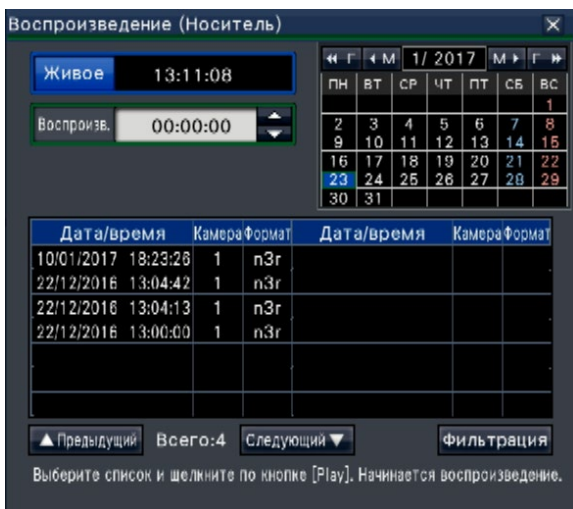 Воспроизведение (Носитель)
Живое 13:11:08
Воспроизв. 00:00:00
Г М 1/ 2017 М Г
ПН ВТ СР ЧТ ПТ СБ ВС
1
2 3 4 5 6 7 8
9 10 11 12 13 14 15
16 17 18 19 20 21 22
23 24 25 26 27 28 29
30 31
Дата/время Камера Формат Дата/время Камера Формат
10/01/2017 18:23:26 1 n3r
22/12/2016 13:04:42 1 n3r
22/12/2016 13:04:13 1 n3r
22/12/2016 13:00:00 1 n3r
Предыдущий Всего:4 Следующий Фильтрация
Выберите список и шелкните по кнопке [Play]. Начинается воспроизведение.